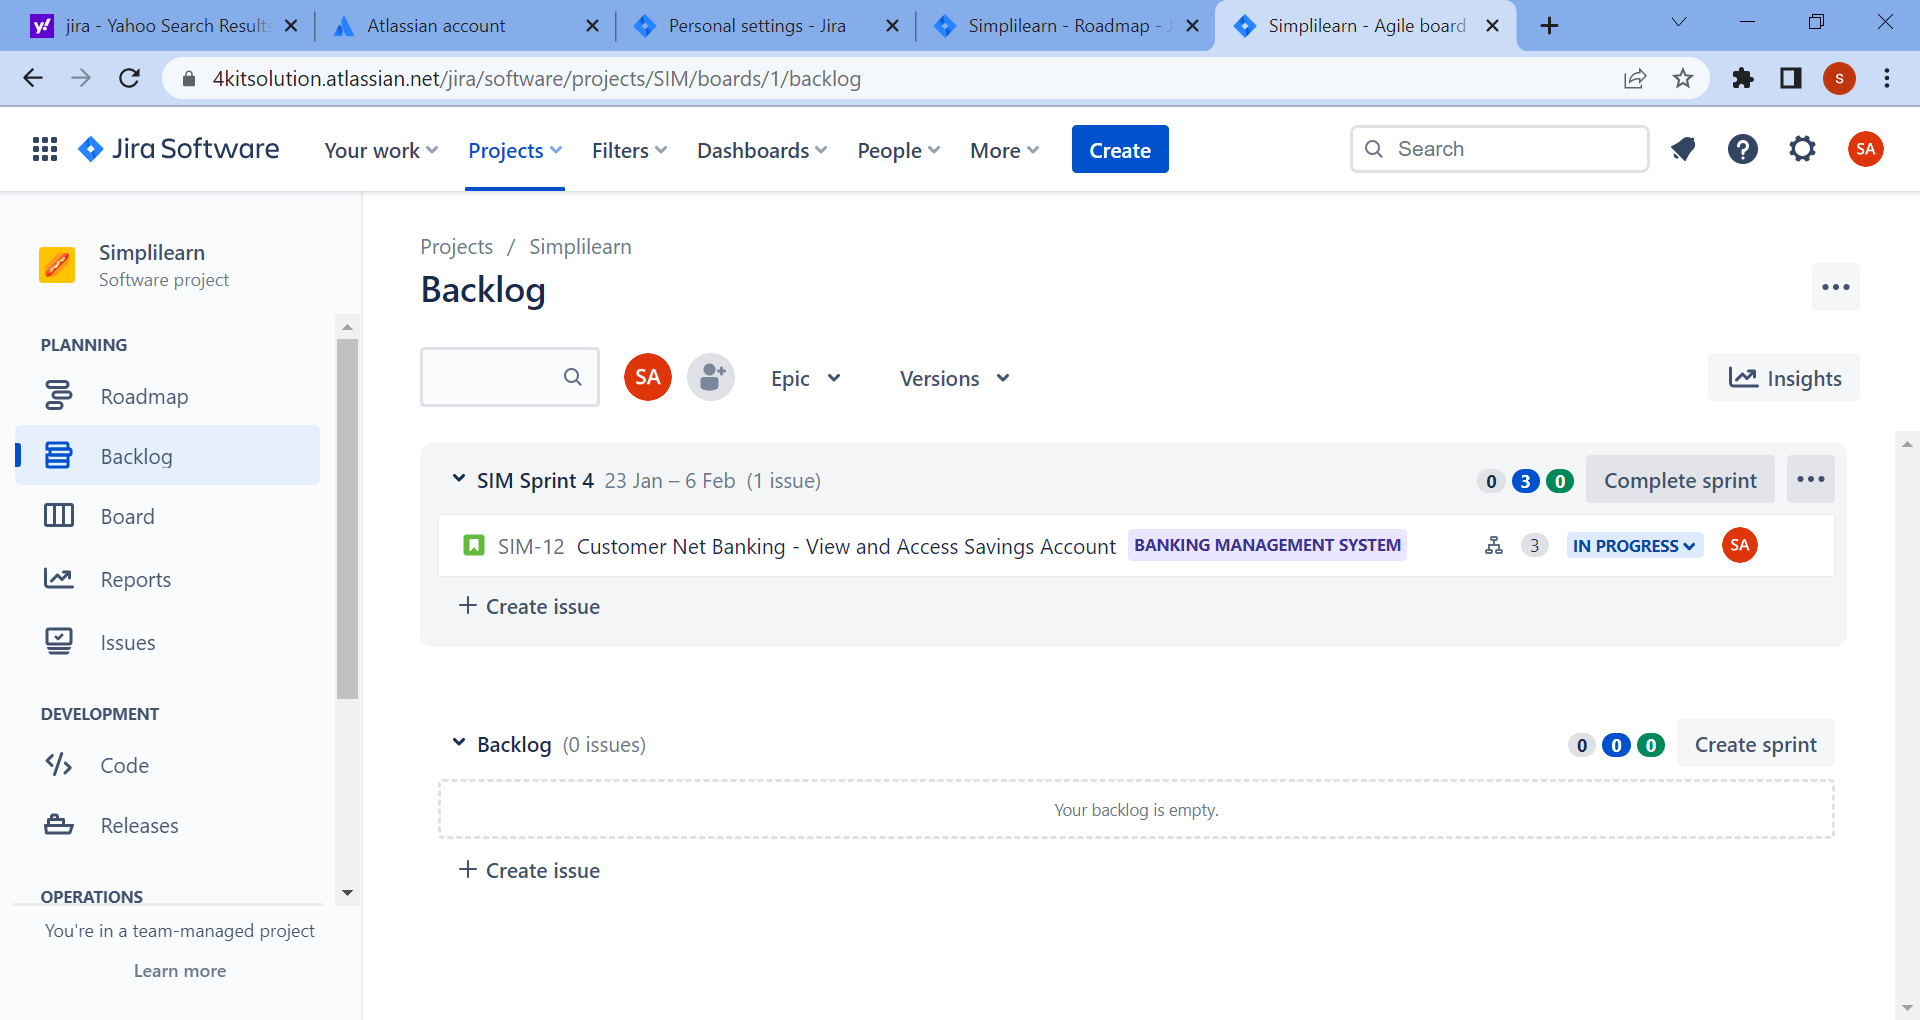 jira - Yahoo Search Results
Atlassian account
Personal settings - Jira
Simplilearn - Roadmap - J
Simplilearn - Agile board
4kitsolution.atlassian.net/jira/software/projects/SIM/boards/1/backlog
S
Jira Software
Your work
Projects
Filters
Dashboards
People
More
Create
Search
SA
Simplilearn
Software project
PLANNING
Roadmap
Backlog
Board
Reports
Issues
DEVELOPMENT
Code
Releases
OPERATIONS
You're in a team-managed project
Learn more
Projects / Simplilearn
Backlog
SA
Epic
Versions
Insights
SIM Sprint 4 23 Jan – 6 Feb (1 issue)
0 3 0
Complete sprint
SIM-12 Customer Net Banking - View and Access Savings Account BANKING MANAGEMENT SYSTEM 3 IN PROGRESS SA
+ Create issue
Backlog (0 issues)
0 0 0
Create sprint
Your backlog is empty.
+ Create issue